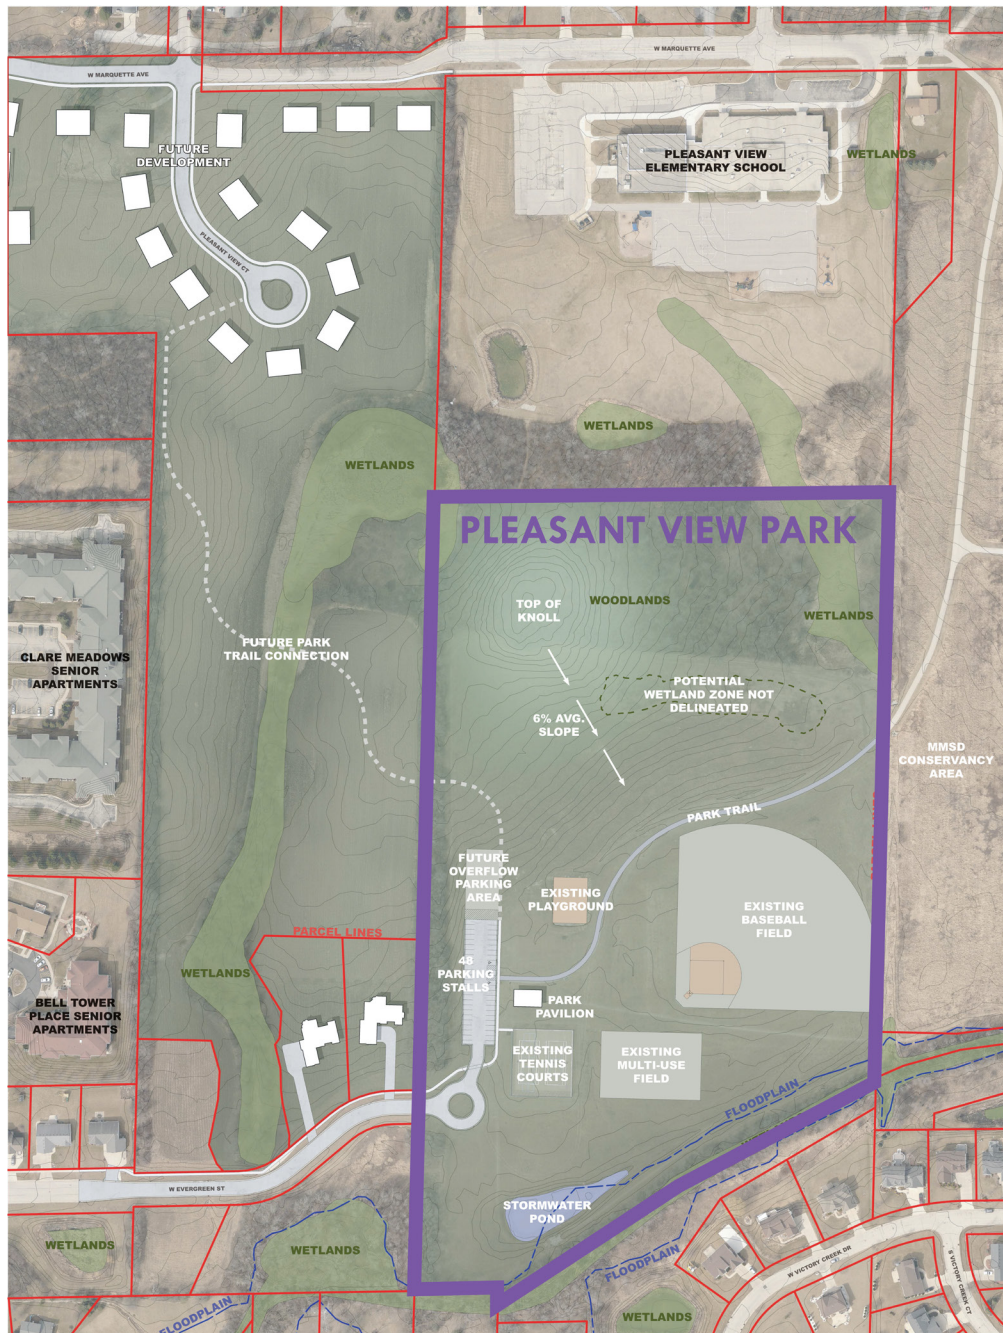 W MARQUETTE AVE
W MARQUETTE AVE
FUTURE
DEVELOPMENT
PLEASANT VIEW
ELEMENTARY SCHOOL
WETLANDS
PLEASANT VIEW CT
WETLANDS
WETLANDS
PLEASANT VIEW PARK
TOP OF
KNOLL
WOODLANDS
WETLANDS
FUTURE PARK
TRAIL CONNECTION
CLARE MEADOWS
SENIOR
APARTMENTS
POTENTIAL
WETLAND ZONE NOT
DELINEATED
6% AVG.
SLOPE
MMSD
CONSERVANCY
AREA
PARK TRAIL
FUTURE
OVERFLOW
PARKING
AREA
EXISTING
PLAYGROUND
EXISTING
BASEBALL
FIELD
PARCEL LINES
WETLANDS
48
PARKING
STALLS
BELL TOWER
PLACE SENIOR
APARTMENTS
PARK
PAVILION
EXISTING
TENNIS
COURTS
EXISTING
MULTI-USE
FIELD
FLOODPLAIN
W EVERGREEN ST
STORMWATER
POND
WETLANDS
WETLANDS
FLOODPLAIN
W VICTORY CREEK DR
S VICTORY CREEK CT
FLOODPLAIN
WETLANDS